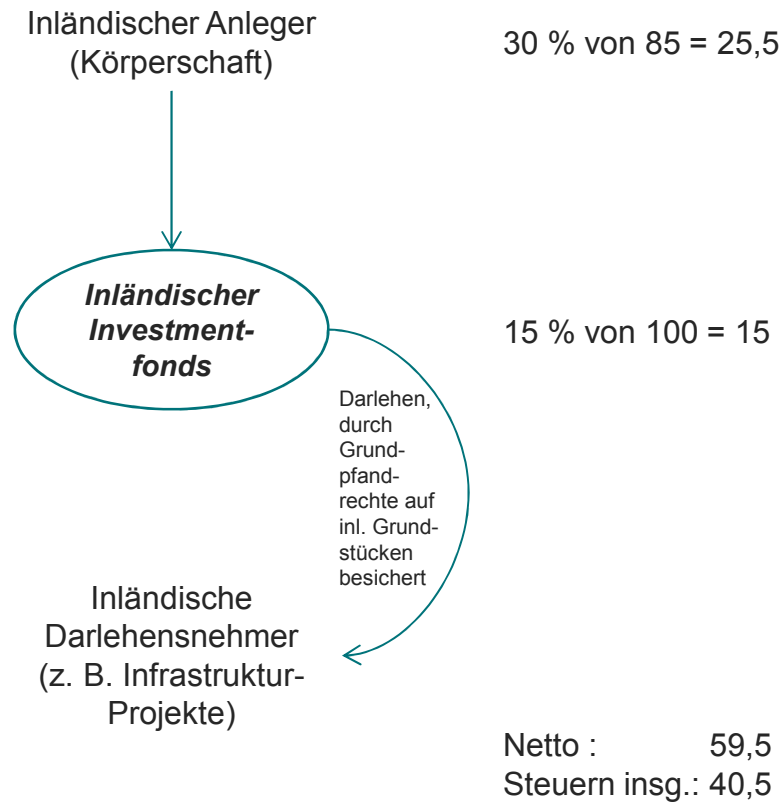 Inländischer Anleger
(Körperschaft)
30 % von 85 = 25,5
Inländischer
Investment-
fonds
15 % von 100 = 15
Darlehen,
durch
Grund-
pfand-
rechte auf
inl. Grund-
stücken
besichert
Inländische
Darlehensnehmer
(z. B. Infrastruktur-
Projekte)
Netto : 59,5
Steuern insg.: 40,5